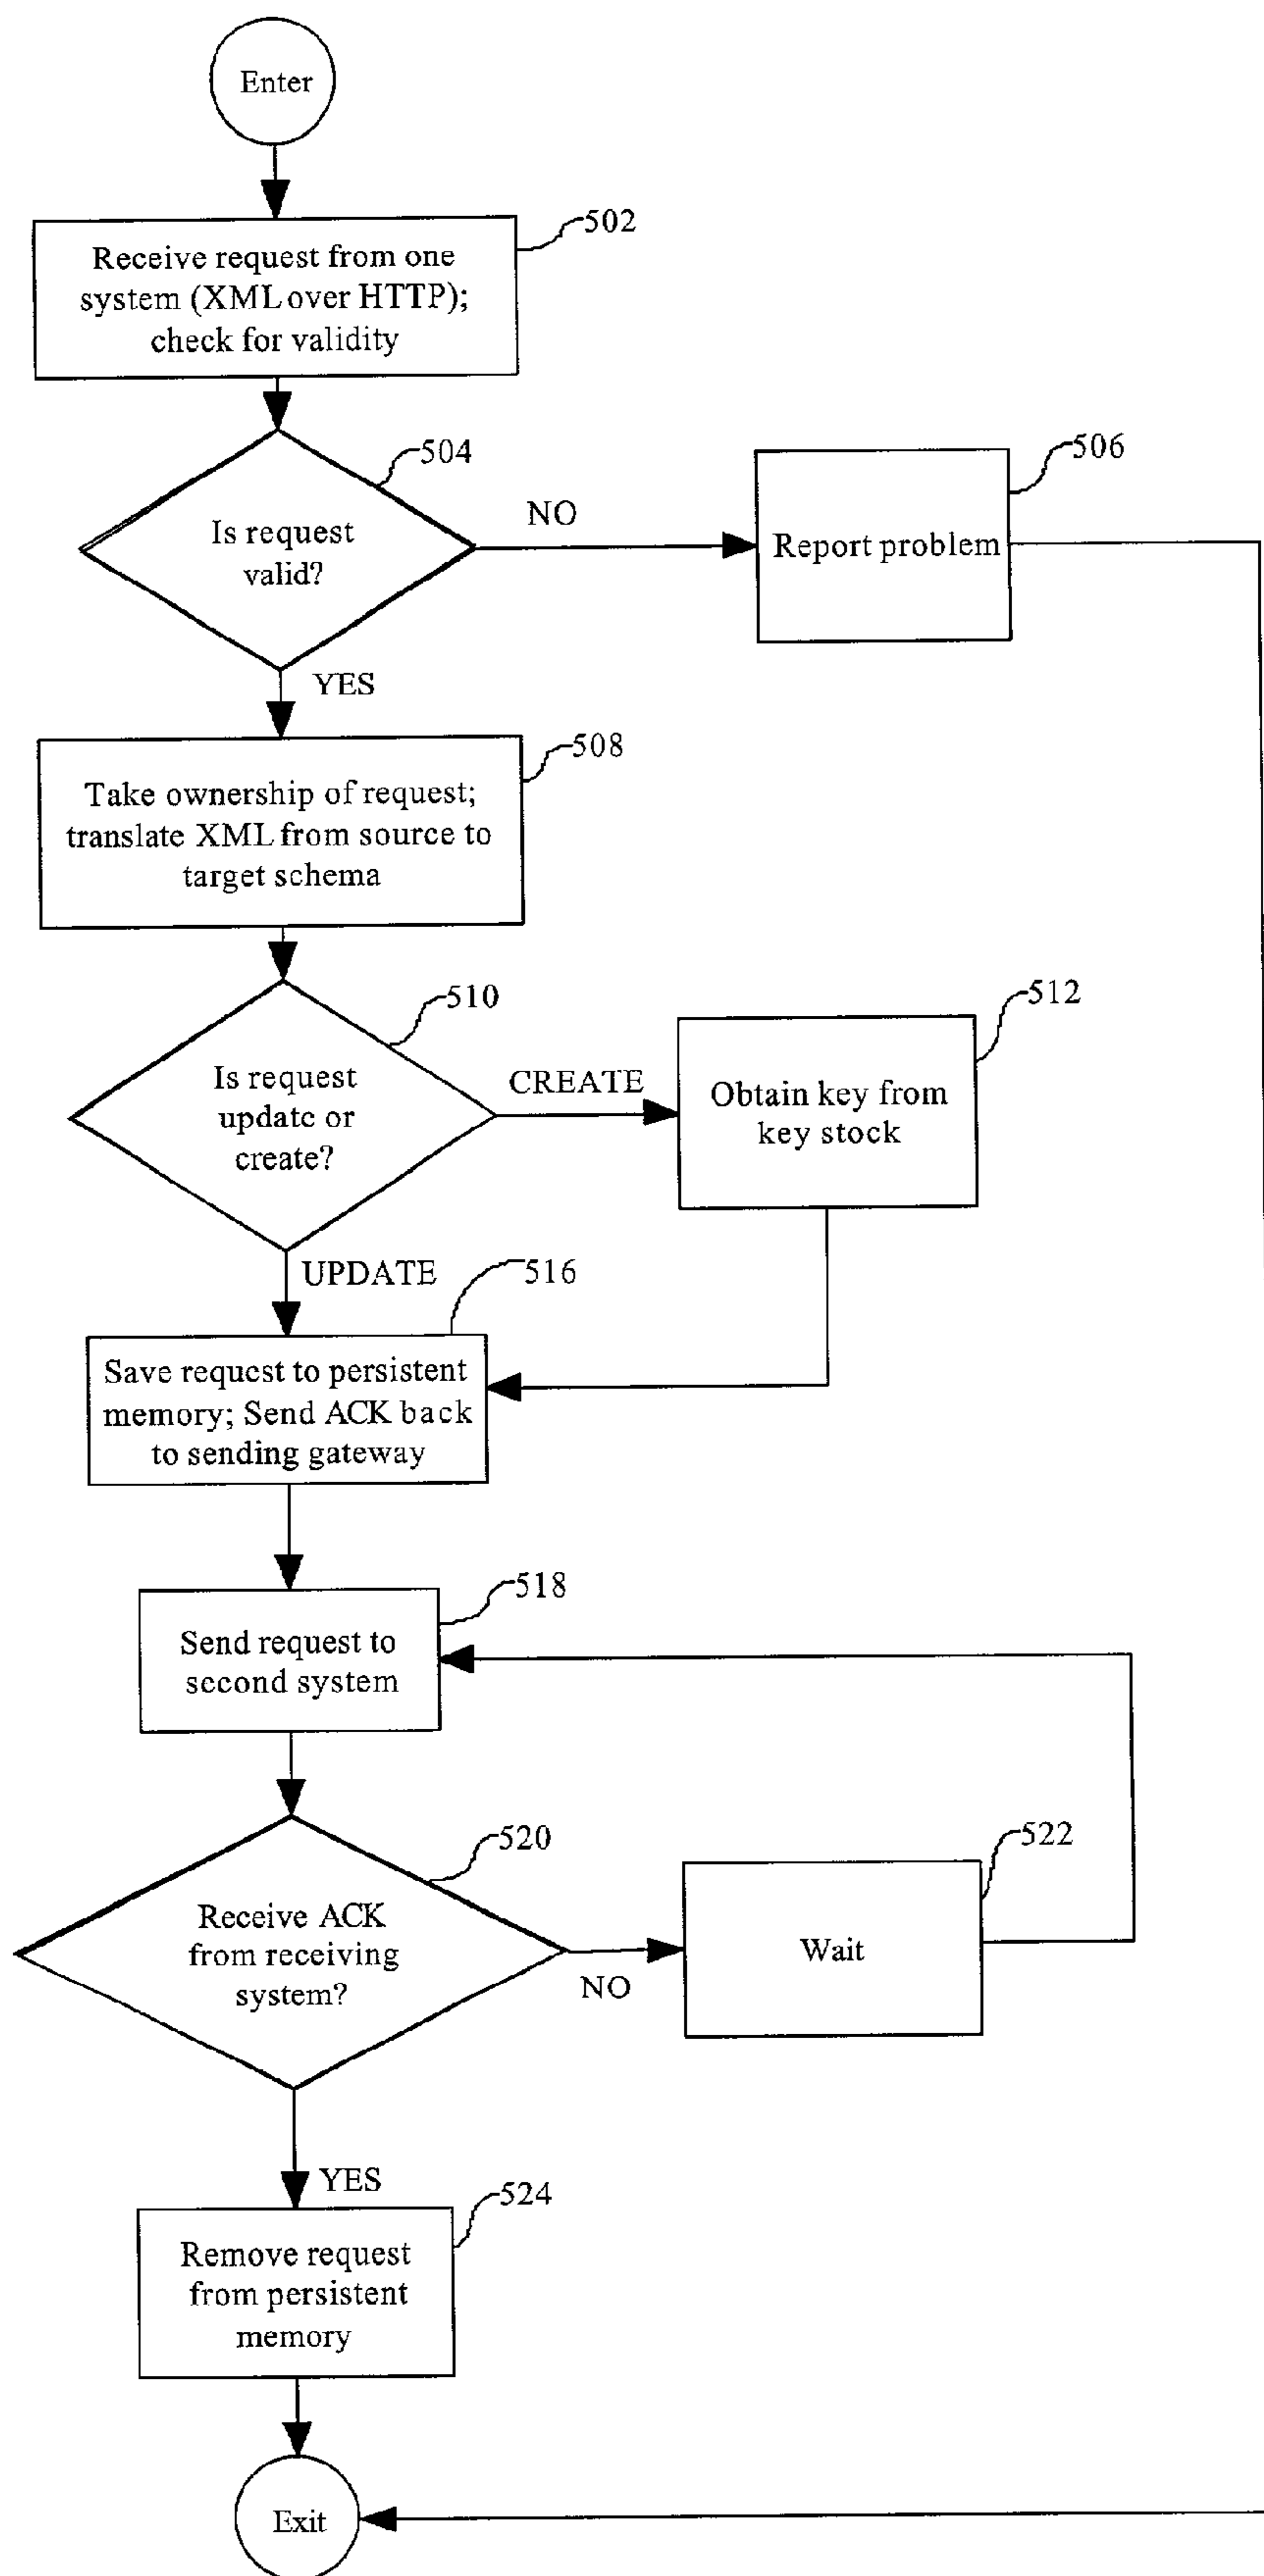 Enter
502
Receive request from one
system (XML over HTTP);
check for validity
504
Is request
valid?
NO
506
Report problem
YES
508
Take ownership of request;
translate XML from source to
target schema
510
Is request
update or
create?
CREATE
512
Obtain key from
key stock
UPDATE
516
Save request to persistent
memory; Send ACK back
to sending gateway
518
Send request to
second system
520
Receive ACK
from receiving
system?
NO
522
Wait
YES
524
Remove request
from persistent
memory
Exit